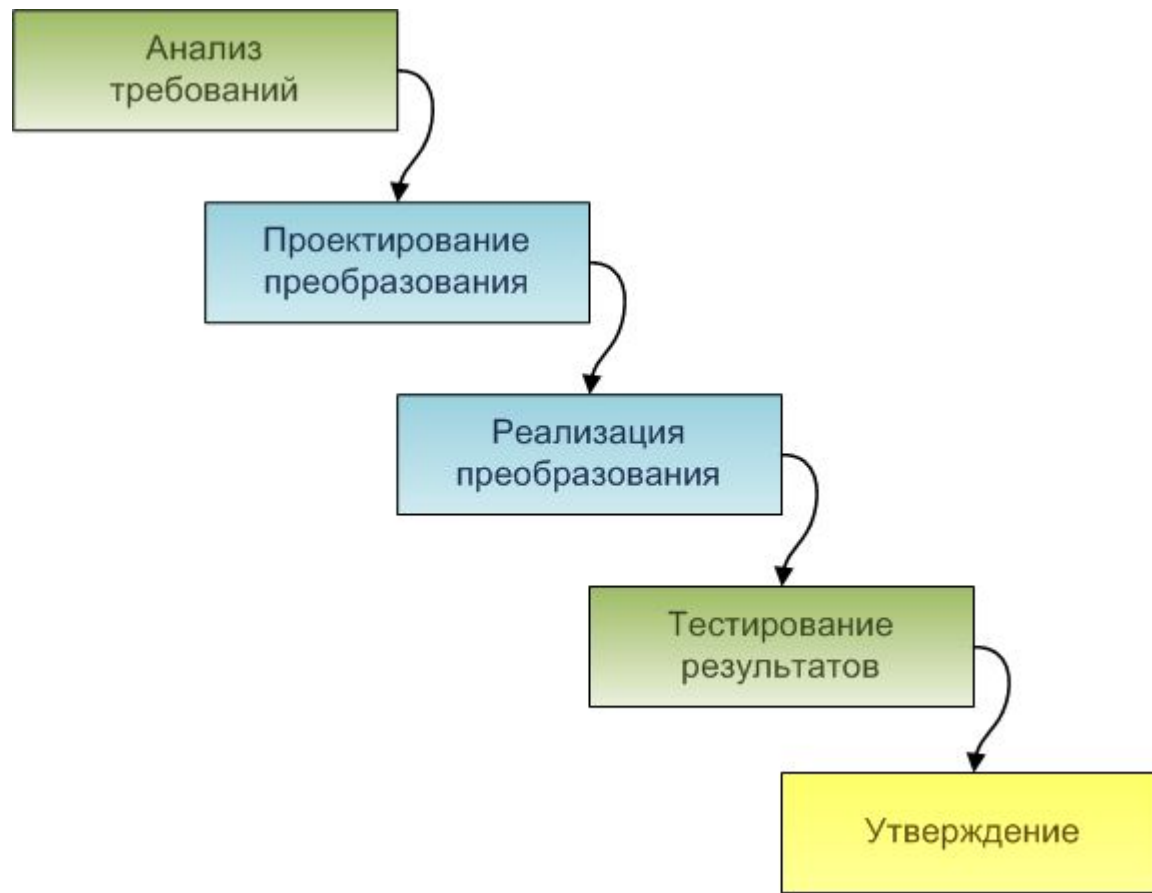 Анализ
требований
Проектирование
преобразования
Реализация
преобразования
Тестирование
результатов
Утверждение